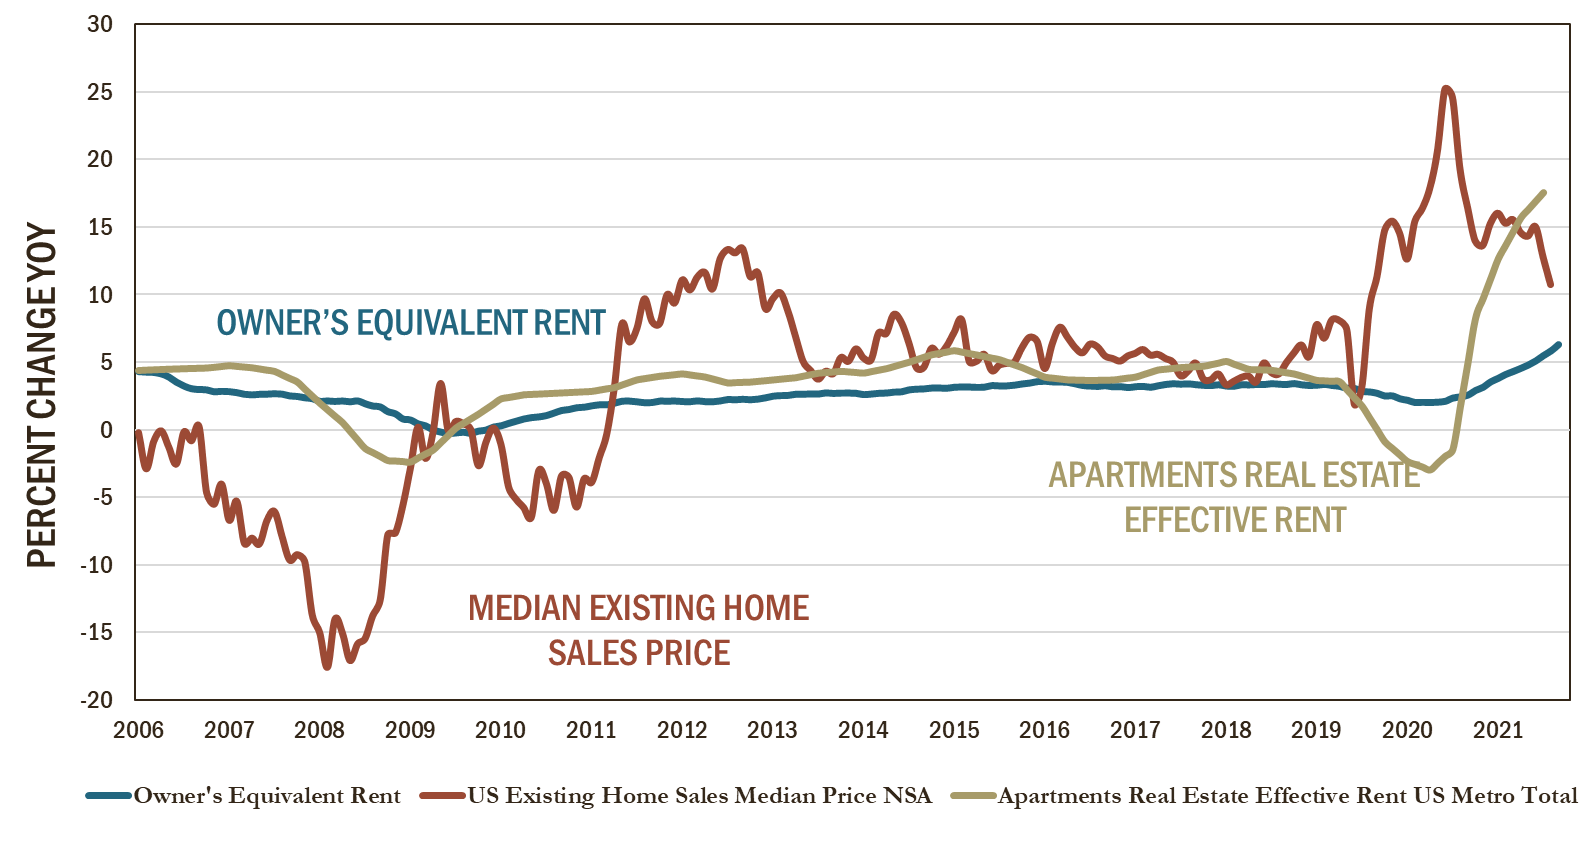 30
25
20
15
10
5
0
-5
-10
-15
-20
PERCENT CHANGE YOY
OWNER’S EQUIVALENT RENT
APARTMENTS REAL ESTATE
EFFECTIVE RENT
MEDIAN EXISTING HOME
SALES PRICE
2006 2007 2008 2009 2010 2011 2012 2013 2014 2015 2016 2017 2018 2019 2020 2021
Owner's Equivalent Rent US Existing Home Sales Median Price NSA Apartments Real Estate Effective Rent US Metro Total